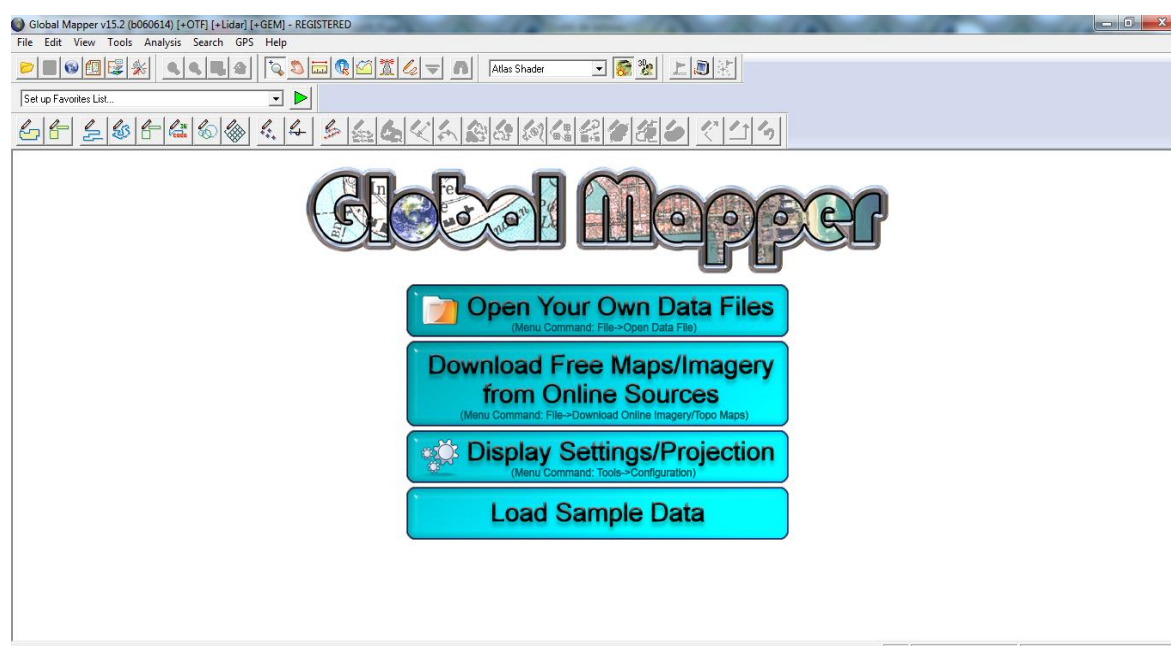 Global Mapper v15.2 (b060614) [+OTF] [+Lidar] [+GEM] - REGISTERED
File Edit View Tools Analysis Search GPS Help
Atlas Shader
Set up Favorites List...
Global Mapper
Open Your Own Data Files
(Menu Command: File->Open Data File)
Download Free Maps/Imagery
from Online Sources
(Menu Command: File->Download Online Imagery/Topo Maps)
Display Settings/Projection
(Menu Command: Tools->Configuration)
Load Sample Data